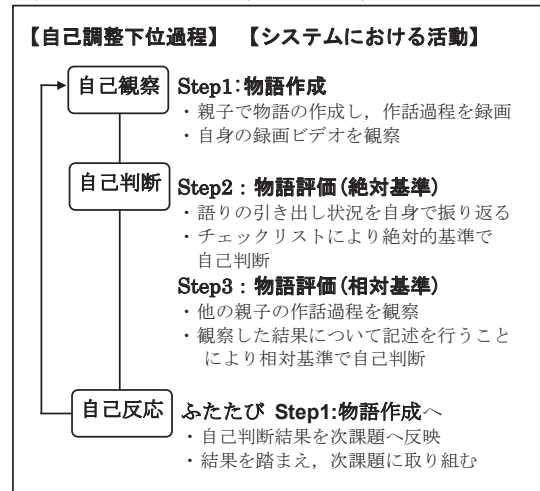 【自己調整下位過程】 【システムにおける活動】
自己観察 Step1:物語作成
・親子で物語の作成し，作話過程を録画
・自身の録画ビデオを観察
自己判断 Step2：物語評価(絶対基準)
・語りの引き出し状況を自身で振り返る
・チェックリストにより絶対的基準で
自己判断
Step3：物語評価(相対基準)
・他の親子の作話過程を観察
・観察した結果について記述を行うこと
により相対基準で自己判断
自己反応 ふたたび Step1:物語作成へ
・自己判断結果を次課題へ反映
・結果を踏まえ，次課題に取り組む